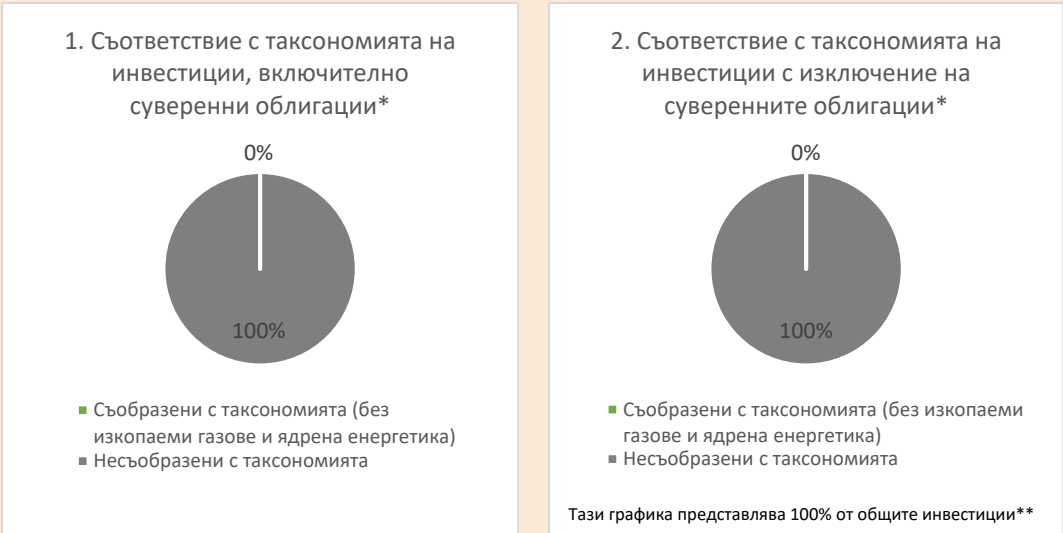 1. Съответствие с таксономията на
инвестиции, включително
суверенни облигации*
0%
100%
Съобразени с таксономията (без
изкопаеми газове и ядрена енергетика)
Несъобразени с таксономията
2. Съответствие с таксономията на
инвестиции с изключение на
суверенните облигации*
0%
100%
Съобразени с таксономията (без изкопаеми
газове и ядрена енергетика)
Несъобразени с таксономията
Тази графика представлява 100% от общите инвестиции**